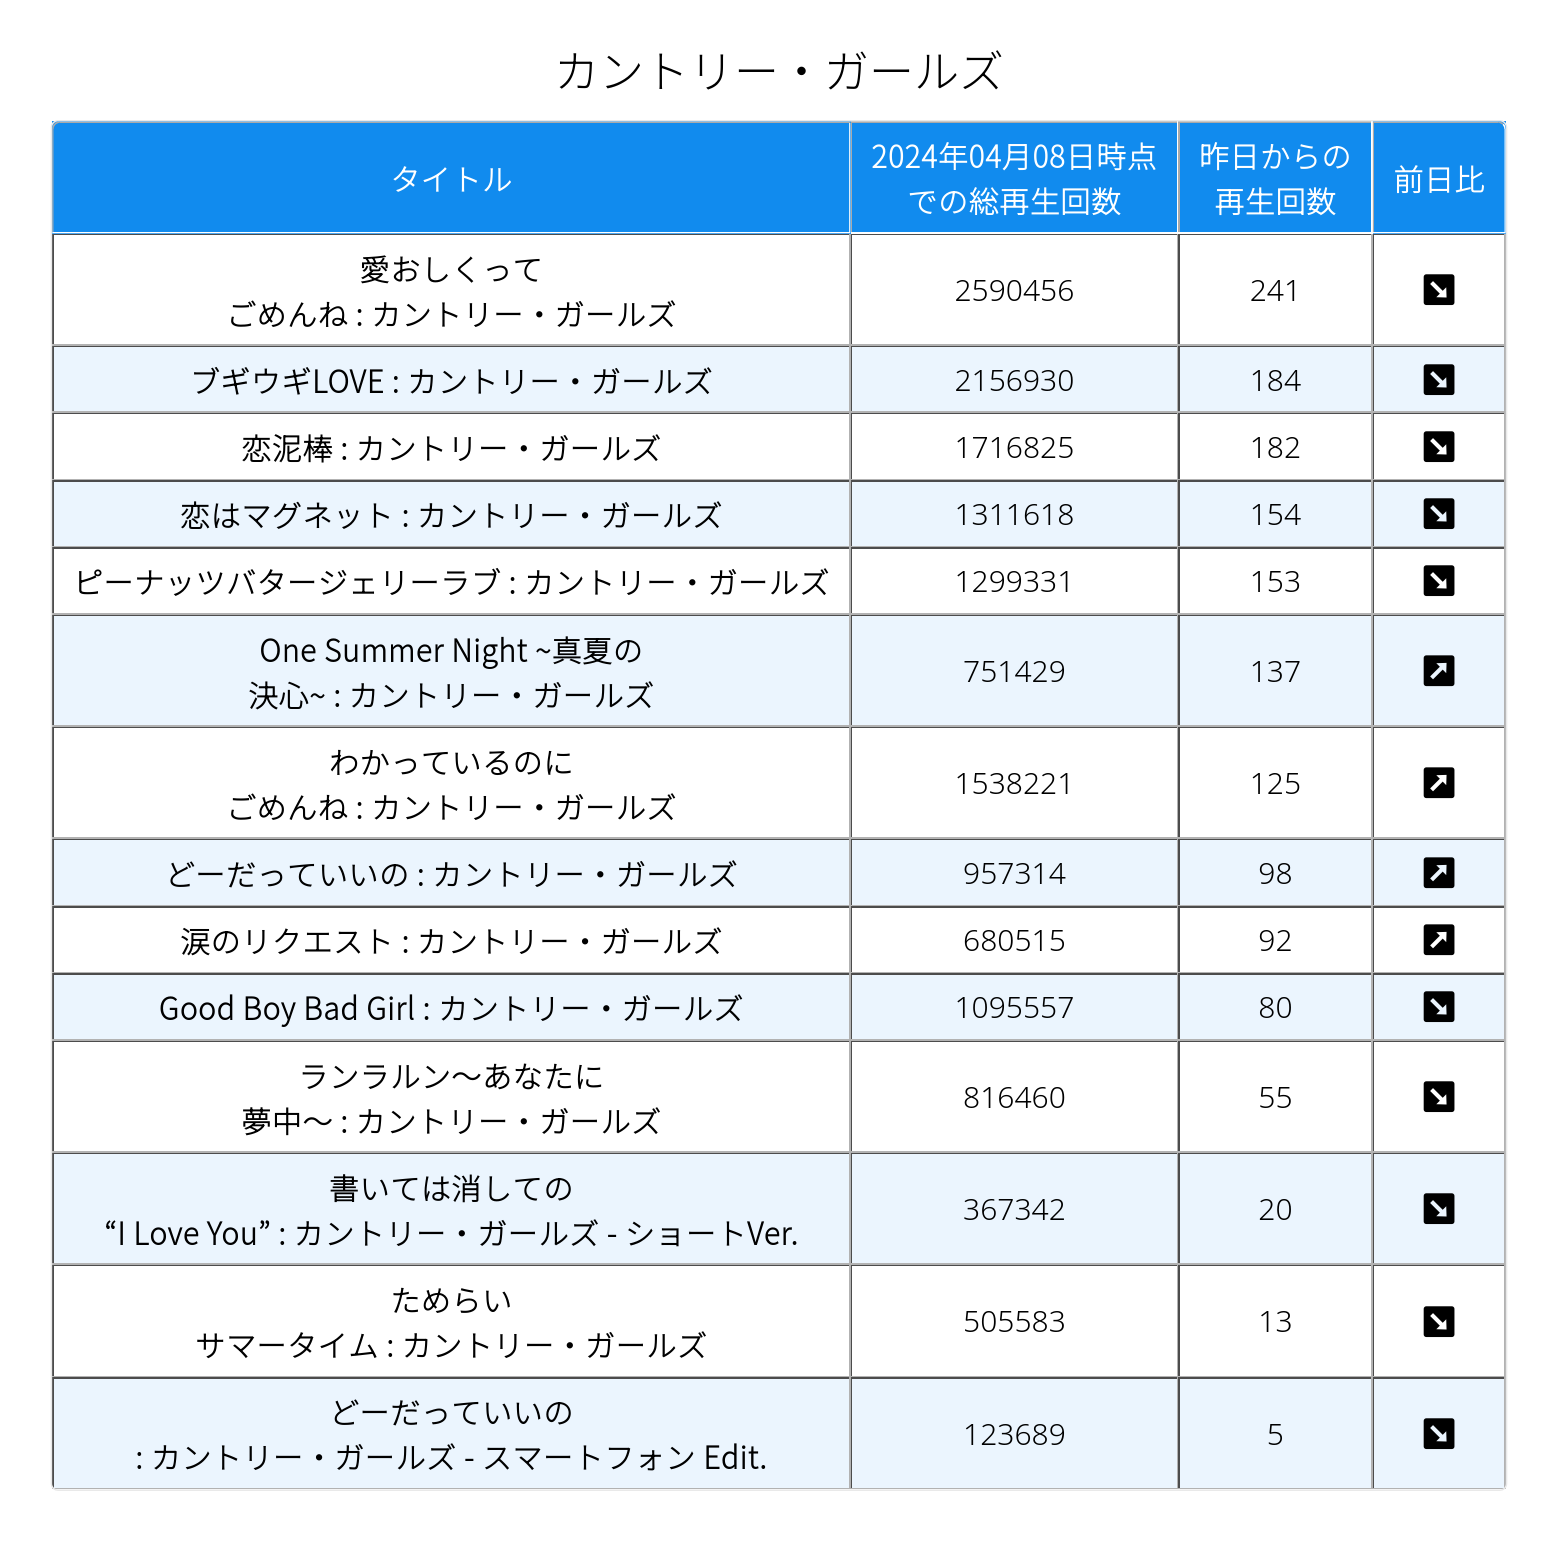 カントリー・ガールズ
タイトル
2024年04月08日時点
での総再生回数
昨日からの
再生回数
前日比
愛おしくって
ごめんね : カントリー・ガールズ
2590456
241
ブギウギLOVE : カントリー・ガールズ
2156930
184
恋泥棒 : カントリー・ガールズ
1716825
182
恋はマグネット : カントリー・ガールズ
1311618
154
ピーナッツバタージェリーラブ : カントリー・ガールズ
1299331
153
One Summer Night ~真夏の
決心~ : カントリー・ガールズ
751429
137
わかっているのに
ごめんね : カントリー・ガールズ
1538221
125
どーだっていいの : カントリー・ガールズ
957314
98
涙のリクエスト : カントリー・ガールズ
680515
92
Good Boy Bad Girl : カントリー・ガールズ
1095557
80
ランラルン〜あなたに
夢中〜 : カントリー・ガールズ
816460
55
書いては消しての
“I Love You” : カントリー・ガールズ - ショートVer.
367342
20
ためらい
サマータイム : カントリー・ガールズ
505583
13
どーだっていいの
: カントリー・ガールズ - スマートフォン Edit.
123689
5